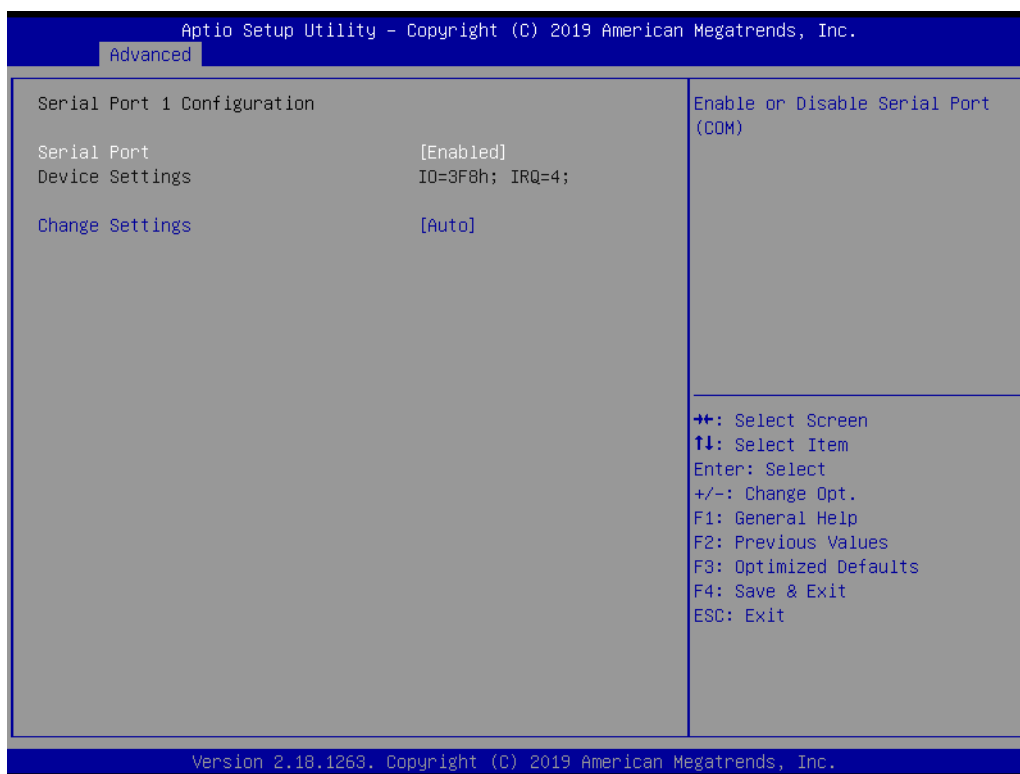 Aptio Setup Utility – Copyright (C) 2019 American Megatrends, Inc.
Advanced
Serial Port 1 Configuration
Serial Port [Enabled]
Device Settings IO=3F8h; IRQ=4;
Change Settings [Auto]
Enable or Disable Serial Port
(COM)
→←: Select Screen
↑↓: Select Item
Enter: Select
+/-: Change Opt.
F1: General Help
F2: Previous Values
F3: Optimized Defaults
F4: Save & Exit
ESC: Exit
Version 2.18.1263. Copyright (C) 2019 American Megatrends, Inc.